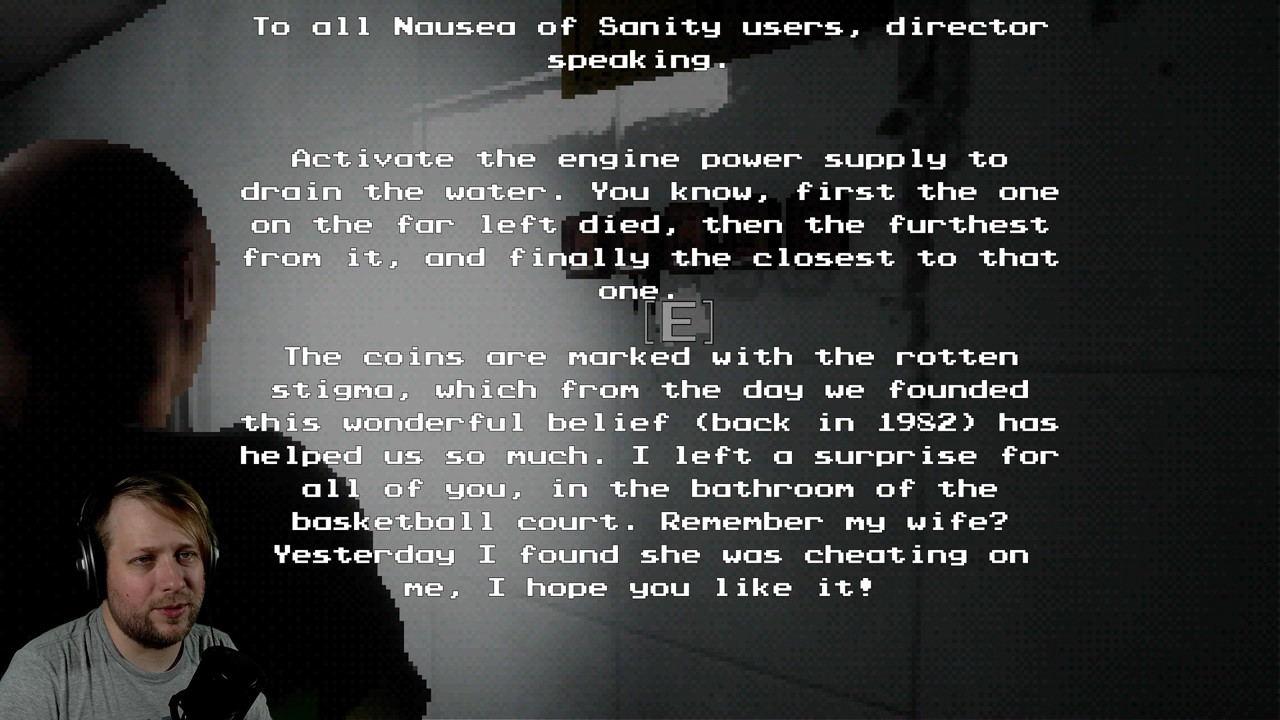 To all Nausea of Sanity users, director
speaking.
Activate the engine power supply to
drain the water. You know, first the one
on the far left died, then the furthest
from it, and finally the closest to that
one.
[E]
The coins are marked with the rotten
stigma, which from the day we founded
this wonderful belief (back in 1982) has
helped us so much. I left a surprise for
all of you, in the bathroom of the
basketball court. Remember my wife?
Yesterday I found she was cheating on
me, I hope you like it!